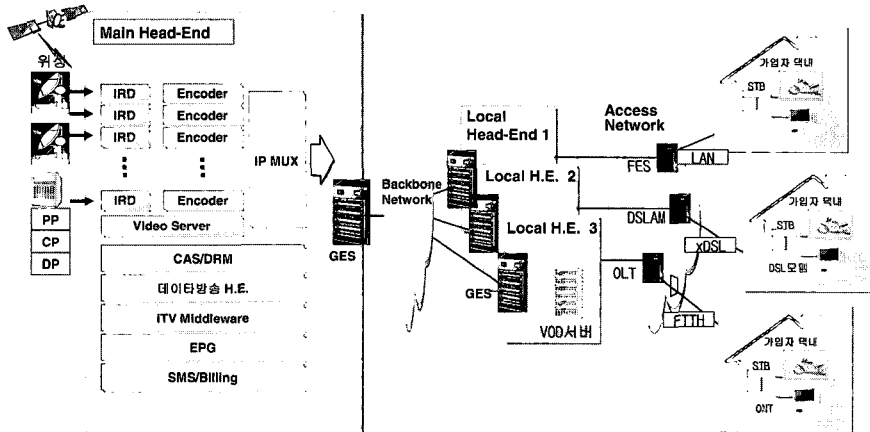 Main Head-End
위성
IRD
Encoder
IRD
Encoder
IRD
Encoder
IP MUX
IRD
Encoder
PP
CP
DP
Video Server
CAS/DRM
데이타방송 H.E.
iTV Middleware
EPG
SMS/Billing
GES
Backbone
Network
Local
Head-End 1
Local H.E. 2
Local H.E. 3
GES
VOD서버
Access
Network
FES
LAN
DSLAM
xDSL
OLT
FTTH
가입자 댁내
STB
가입자 댁내
STB
DSL모뎀
가입자 댁내
STB
ONT